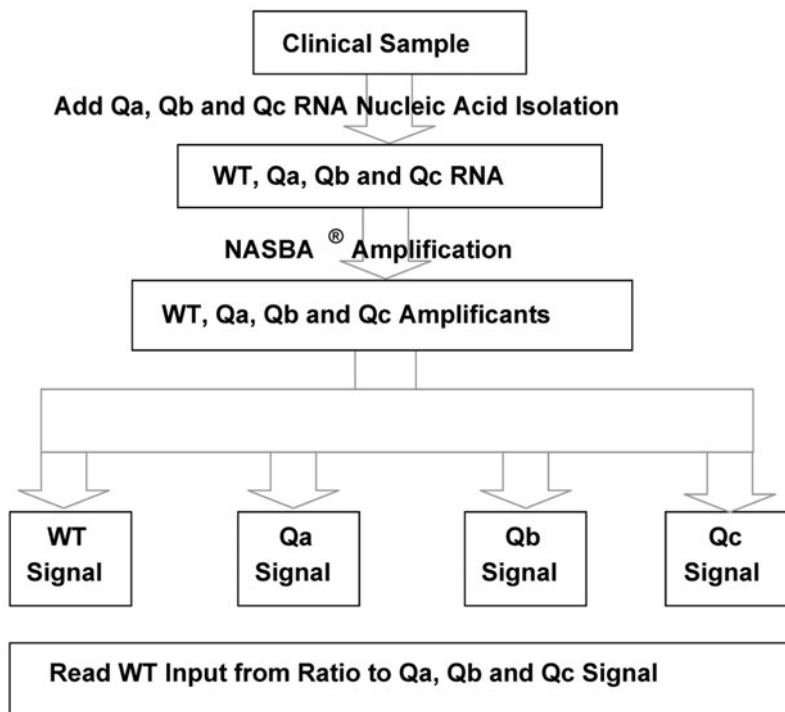 Clinical Sample
Add Qa, Qb and Qc RNA Nucleic Acid Isolation
WT, Qa, Qb and Qc RNA
NASBA ® Amplification
WT, Qa, Qb and Qc Amplificants
WT Signal
Qa Signal
Qb Signal
Qc Signal
Read WT Input from Ratio to Qa, Qb and Qc Signal